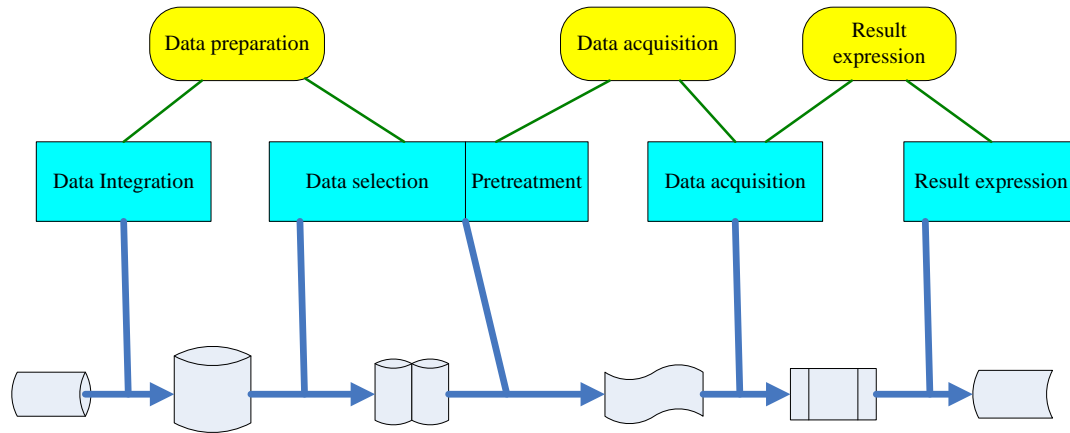 Data preparation
Data acquisition
Result
expression
Data Integration
Data selection
Pretreatment
Data acquisition
Result expression